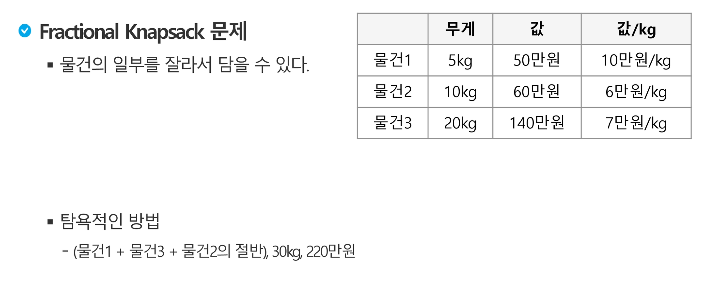 Fractional Knapsack 문제
▪ 물건의 일부를 잘라서 담을 수 있다.
무게 값 값/kg
물건1 5kg 50만원 10만원/kg
물건2 10kg 60만원 6만원/kg
물건3 20kg 140만원 7만원/kg
▪ 탐욕적인 방법
- (물건1 + 물건3 + 물건2의 절반), 30kg, 220만원